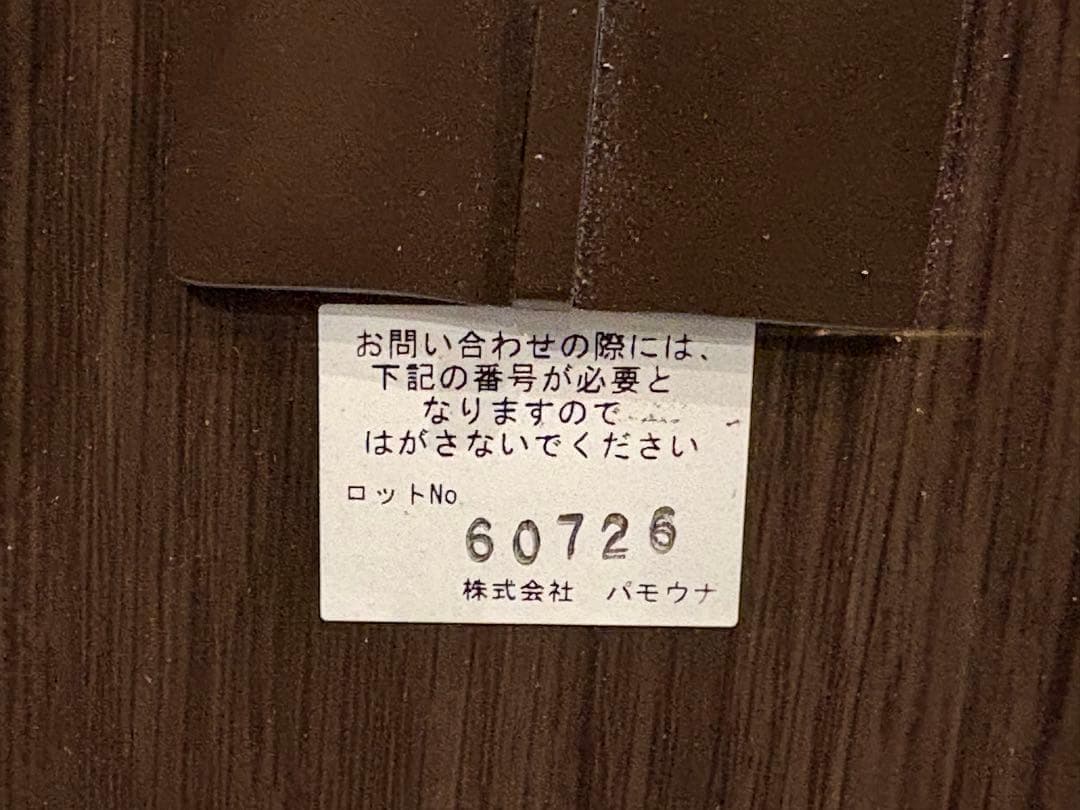 お問い合わせの際には、
下記の番号が必要と
なりますので
はがさないでください
ロットNo
60726
株式会社 パモウナ